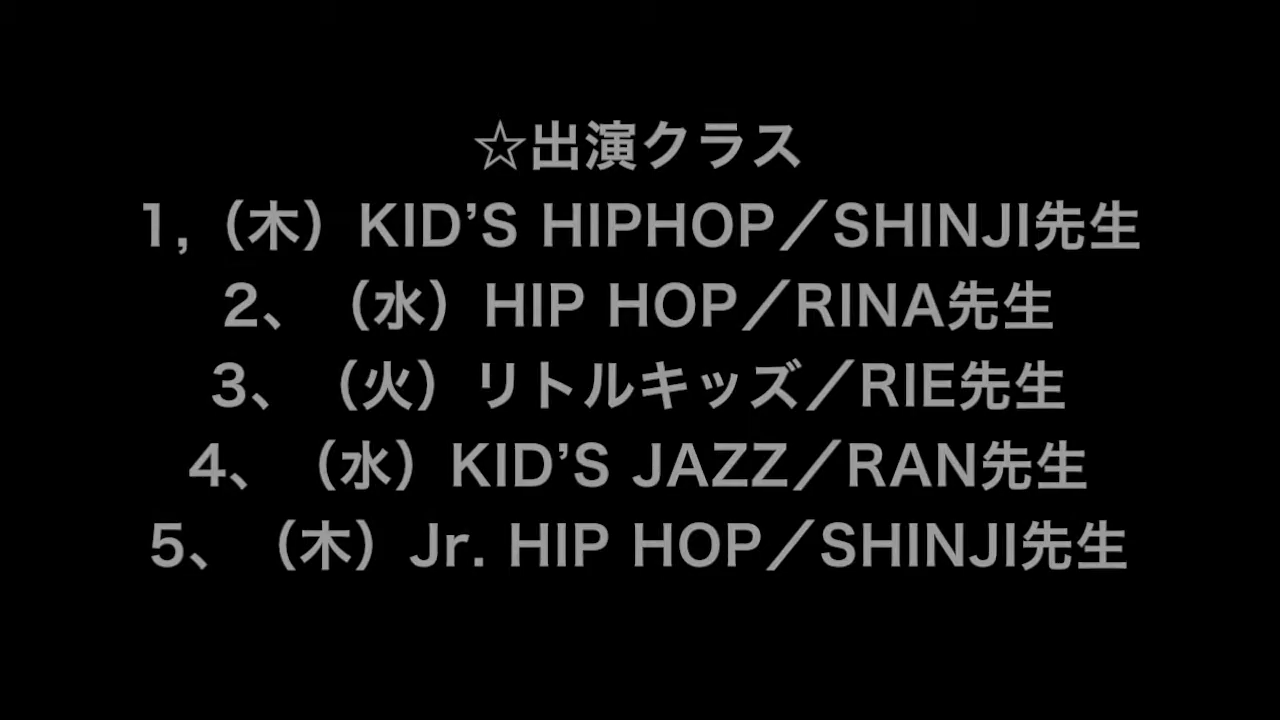 ☆出演クラス
1,（木）KID’S HIPHOP／SHINJI先生
2、（水）HIP HOP／RINA先生
3、（火）リトルキッズ／RIE先生
4、（水）KID’S JAZZ／RAN先生
5、（木）Jr. HIP HOP／SHINJI先生